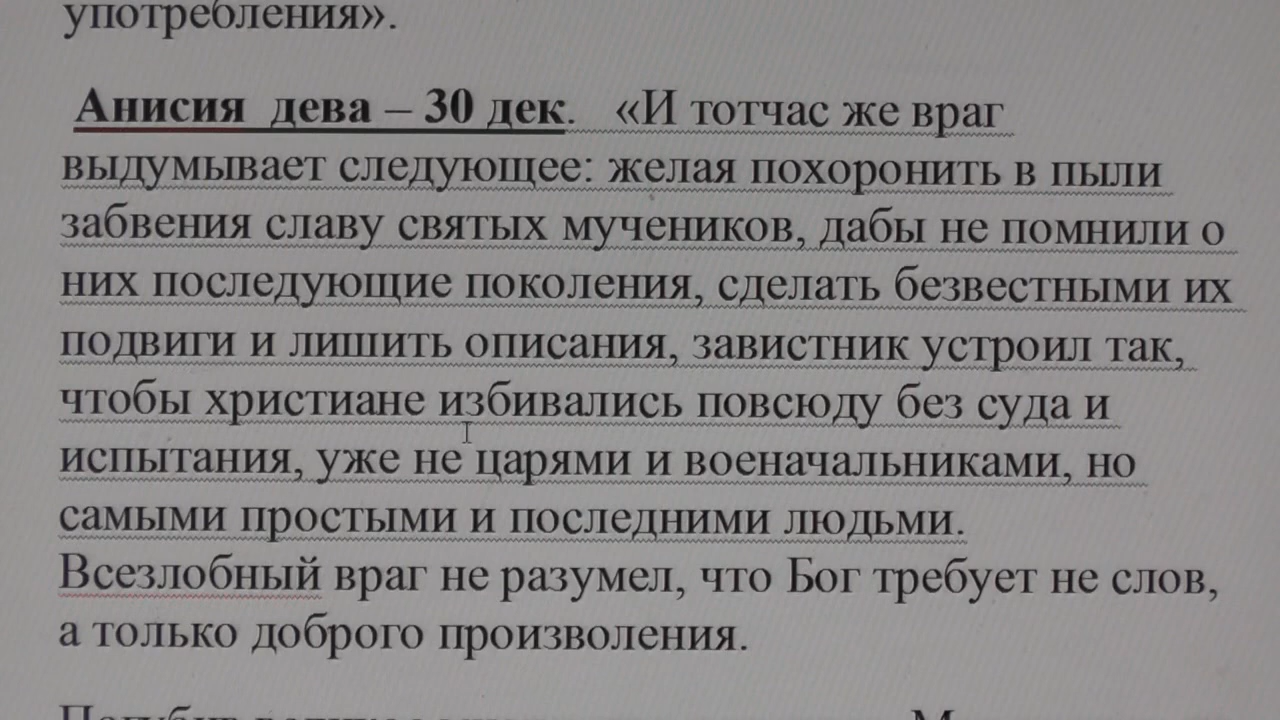 употребления».
Анисия дева – 30 дек. «И тотчас же враг
выдумывает следующее: желая похоронить в пыли
забвения славу святых мучеников, дабы не помнили о
них последующие поколения, сделать безвестными их
подвиги и лишить описания, завистник устроил так,
чтобы христиане избивались повсюду без суда и
испытания, уже не царями и военачальниками, но
самыми простыми и последними людьми.
Всезлобный враг не разумел, что Бог требует не слов,
а только доброго произволения.